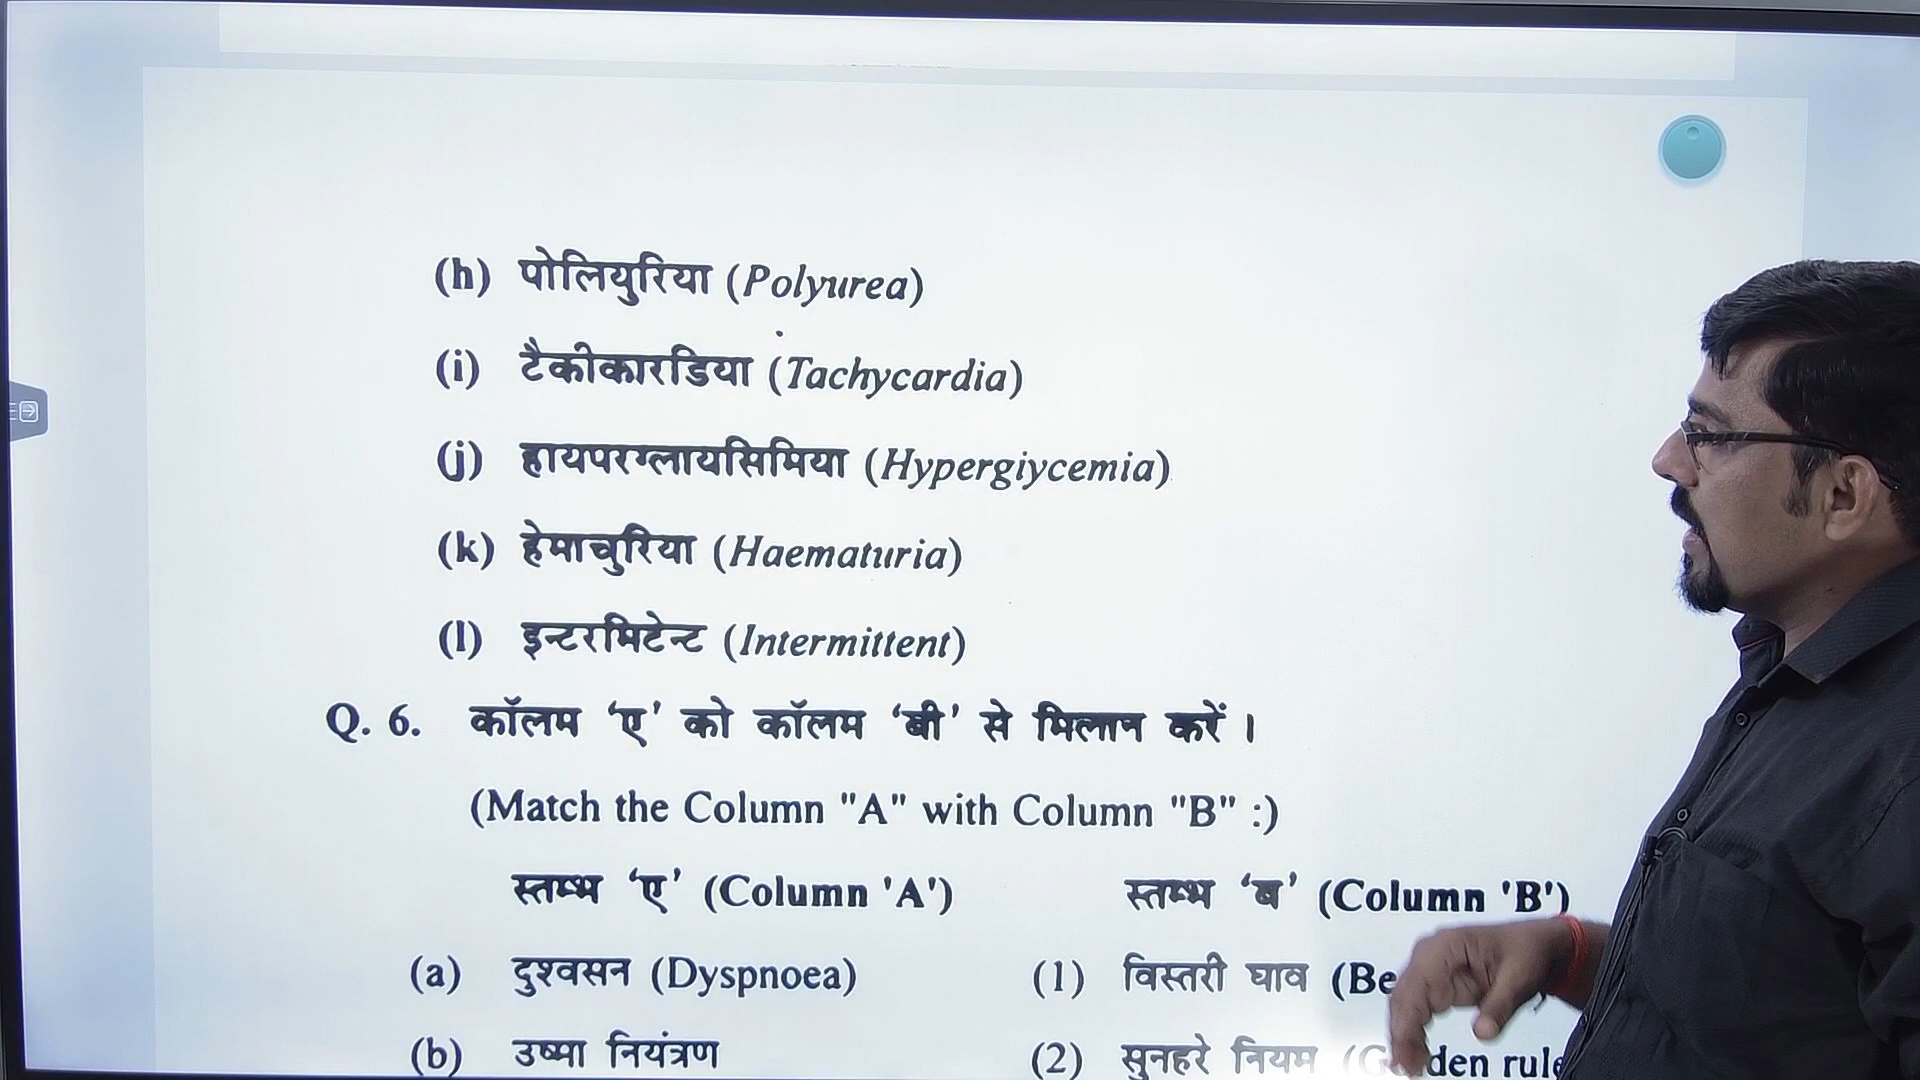 (h) पोलियुरिया (Polyurea)
(i) टैकीकारडिया (Tachycardia)
(j) हायपरग्लायसिमिया (Hypergiycemia)
(k) हेमाचुरिया (Haematuria)
(l) इन्टरमिटेन्ट (Intermittent)
Q. 6. कॉलम ‘ए’ को कॉलम ‘बी’ से मिलान करें ।
(Match the Column "A" with Column "B" :)
स्तम्भ ‘ए’ (Column 'A') स्तम्भ ‘ब’ (Column 'B')
(a) दुश्वसन (Dyspnoea) (1) विस्तरी घाव
(b) उष्मा नियंत्रण (2) सुनहरे नियम